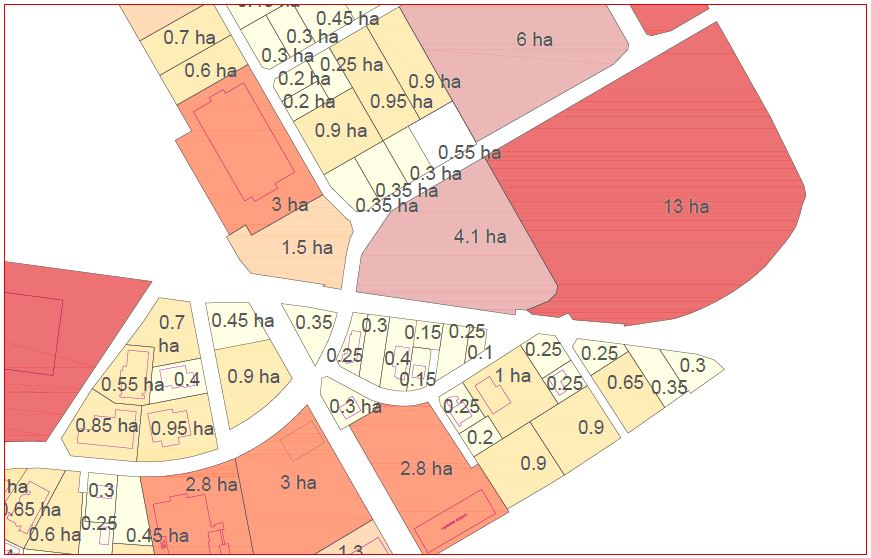 0.45 ha
0.7 ha
0.3 ha
6 ha
0.3 ha
0.25 ha
0.6 ha
0.2 ha
0.9 ha
0.2 ha
0.95 ha
0.9 ha
0.55 ha
0.3 ha
0.35 ha
0.35 ha
3 ha
13 ha
4.1 ha
1.5 ha
0.7
ha
0.45 ha
0.35
0.3
0.15
0.25
0.25
0.4
0.1
0.25
0.25
0.3
0.55 ha
0.4
0.9 ha
0.15
1 ha
0.25
0.65
0.35
0.3 ha
0.25
0.85 ha
0.95 ha
0.2
0.9
0.9
2.8 ha
3 ha
2.8 ha
ha
0.3
0.65 ha
0.25
0.6 ha
0.45 ha
1.3